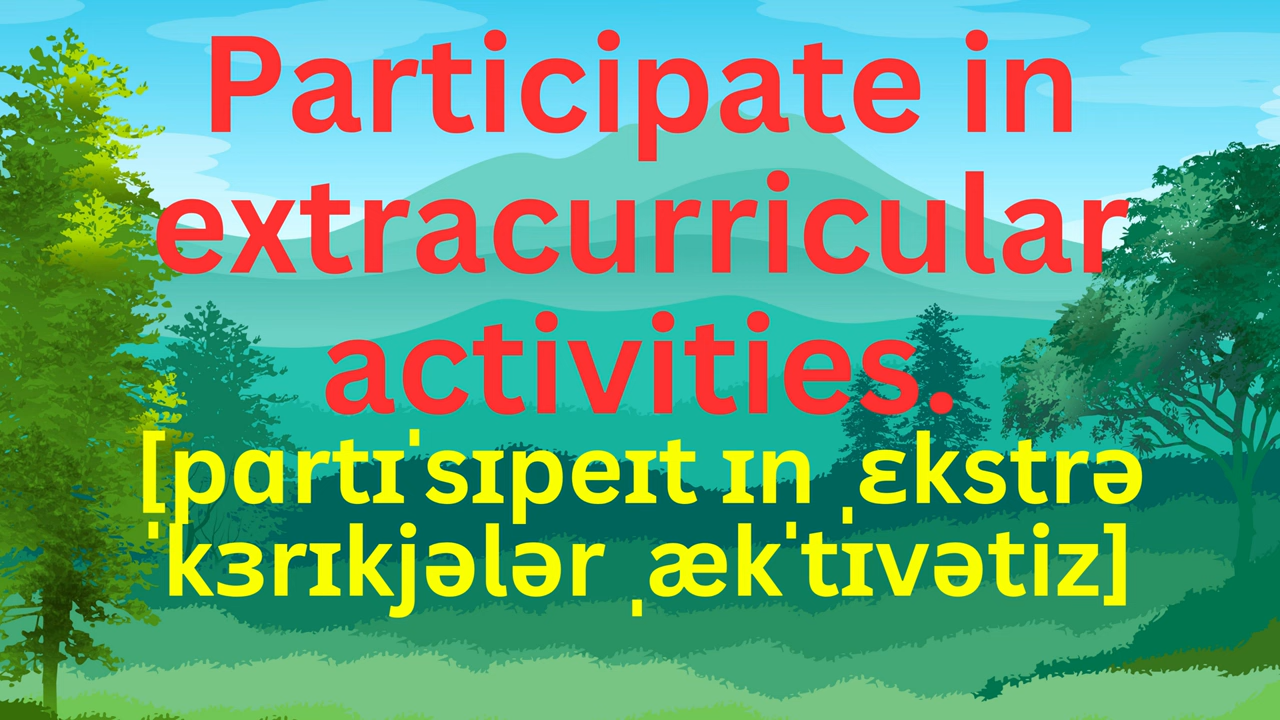 Participate in
extracurricular
activities.
[pɑrtɪˈsɪpeɪt ɪn ˌɛkstrə
ˈkɜrɪkjələr ˌækˈtɪvətiz]